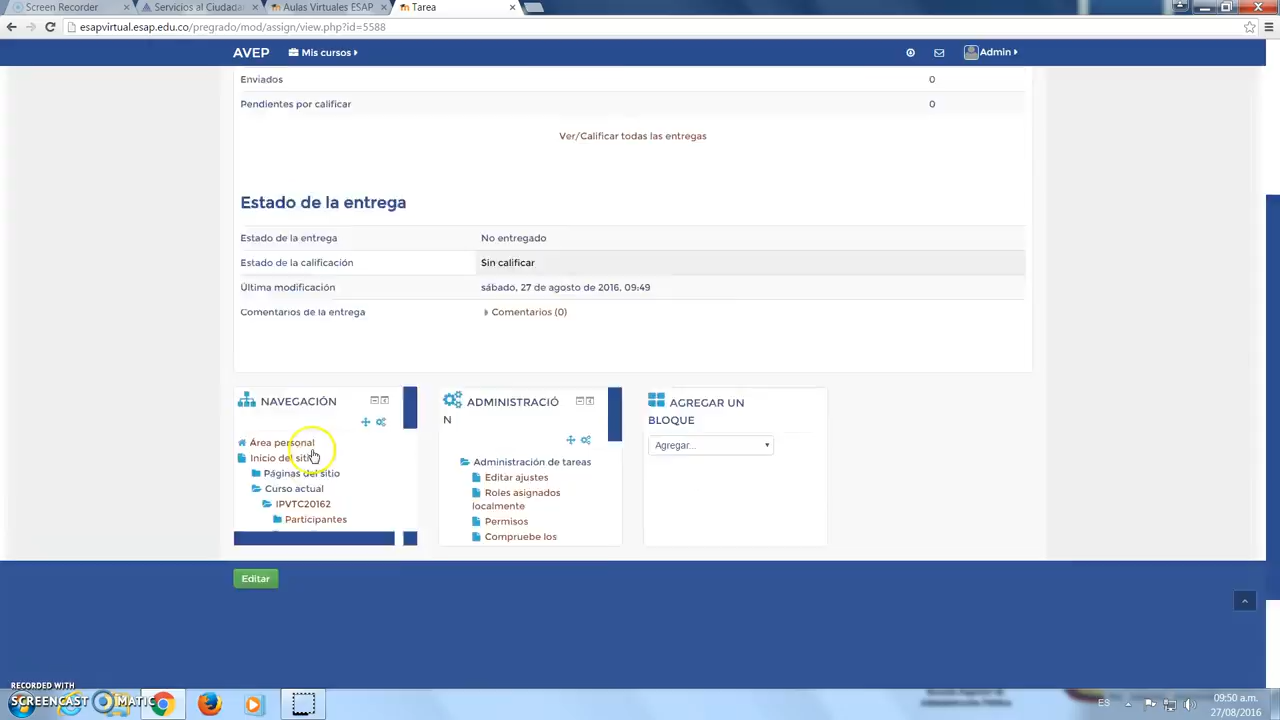 Screen Recorder
Servicios al Ciudadan
Aulas Virtuales ESAP
Tarea
esapvirtual.esap.edu.co/pregrado/mod/assign/view.php?id=5588
AVEP
Mis cursos
Admin
Enviados 0
Pendientes por calificar 0
Ver/Calificar todas las entregas
Estado de la entrega
Estado de la entrega No entregado
Estado de la calificación Sin calificar
Última modificación sábado, 27 de agosto de 2016, 09:49
Comentarios de la entrega Comentarios (0)
NAVEGACIÓN
Área personal
Inicio del sitio
Páginas del sitio
Curso actual
IPVTC20162
Participantes
ADMINISTRACIÓ
N
Administración de tareas
Editar ajustes
Roles asignados
localmente
Permisos
Compruebe los
AGREGAR UN
BLOQUE
Agregar...
Editar
RECORDED WITH
SCREENCAST MATIC
ES
09:50 a.m.
27/08/2016